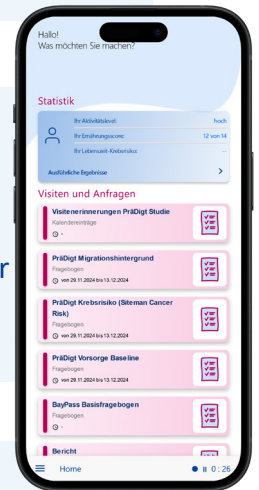 Hallo!
Was möchten Sie machen?
Statistik
Ihr Aktivitätslevel: hoch
Ihr Ernährungsscore: 12 von 14
Ihr Lebenszeit-Krebsrisiko: --
Ausführliche Ergebnisse >
Visiten und Anfragen
Visitenerinnerungen PräDigt Studie
Kalendereinträge
-
PräDigt Migrationshintergrund
Fragebogen
von 29.11.2024 bis 13.12.2024
r
PräDigt Krebsrisiko (Siteman Cancer
Risk)
Fragebogen
von 29.11.2024 bis 13.12.2024
PräDigt Vorsorge Baseline
Fragebogen
von 29.11.2024 bis 13.12.2024
BayPass Basisfragebogen
Fragebogen
-
Bericht
Home 0:26